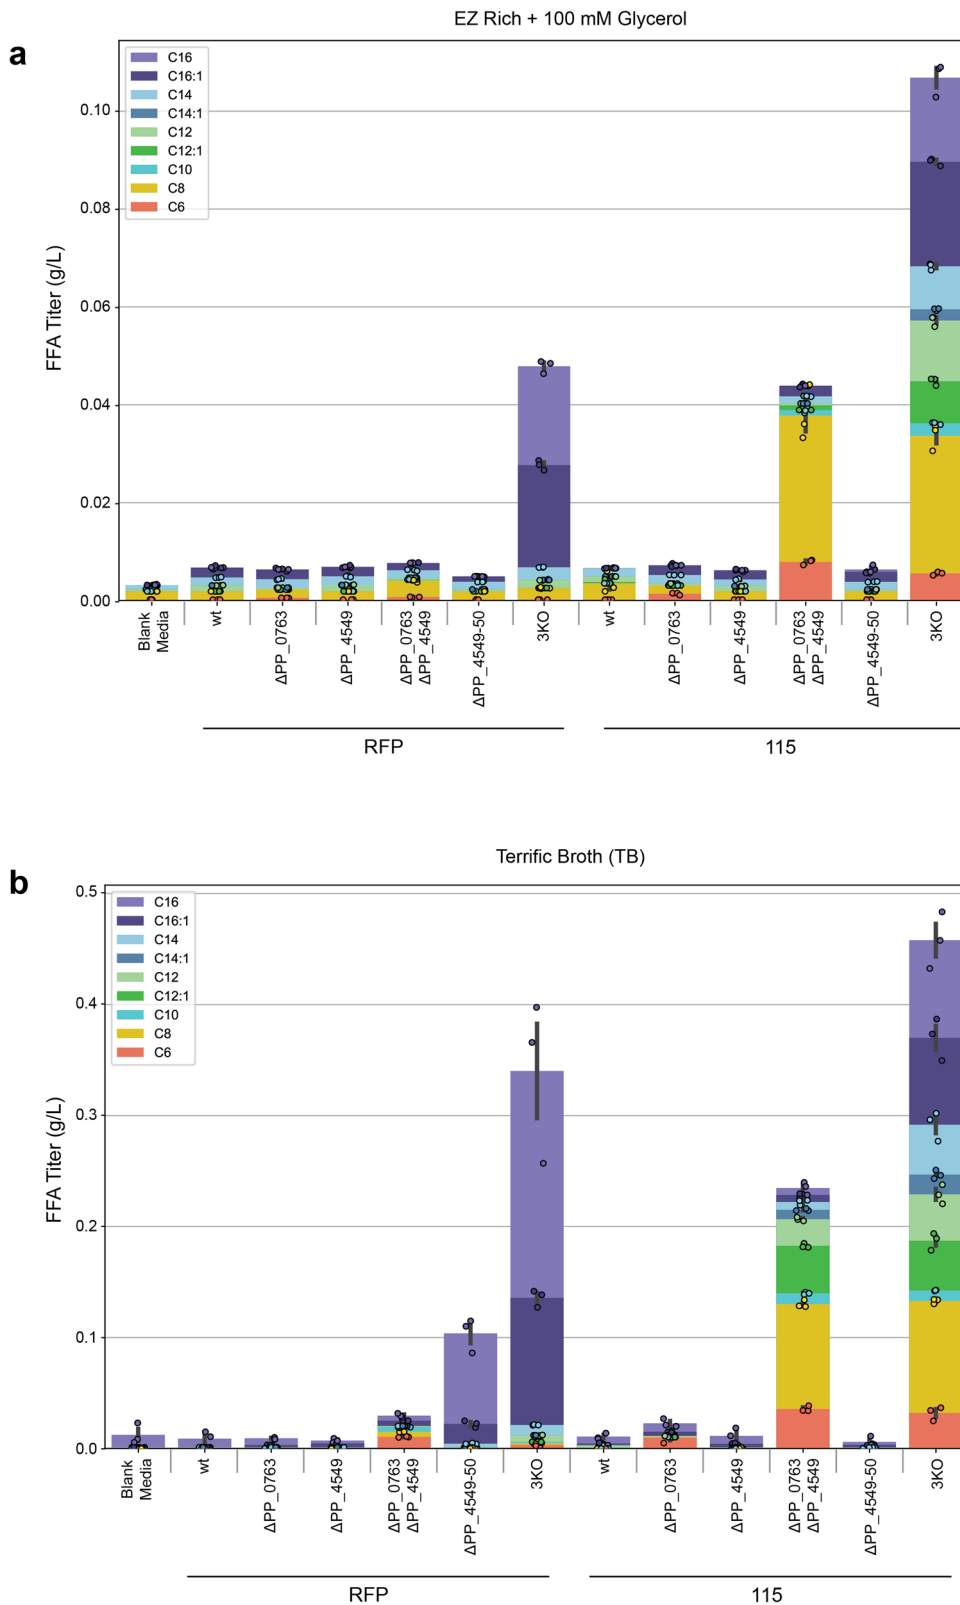 EZ Rich + 100 mM Glycerol
a
C16
C16:1
C14
C14:1
C12
C12:1
C10
C8
C6
FFA Titer (g/L)
0.10
0.08
0.06
0.04
0.02
0.00
Blank
Media
wt
ΔPP_0763
ΔPP_4549
ΔPP_0763
ΔPP_4549
ΔPP_4549-50
3KO
wt
ΔPP_0763
ΔPP_4549
ΔPP_0763
ΔPP_4549
ΔPP_4549-50
3KO
RFP
115
Terrific Broth (TB)
b
C16
C16:1
C14
C14:1
C12
C12:1
C10
C8
C6
FFA Titer (g/L)
0.5
0.4
0.3
0.2
0.1
0.0
Blank
Media
wt
ΔPP_0763
ΔPP_4549
ΔPP_0763
ΔPP_4549
ΔPP_4549-50
3KO
wt
ΔPP_0763
ΔPP_4549
ΔPP_0763
ΔPP_4549
ΔPP_4549-50
3KO
RFP
115